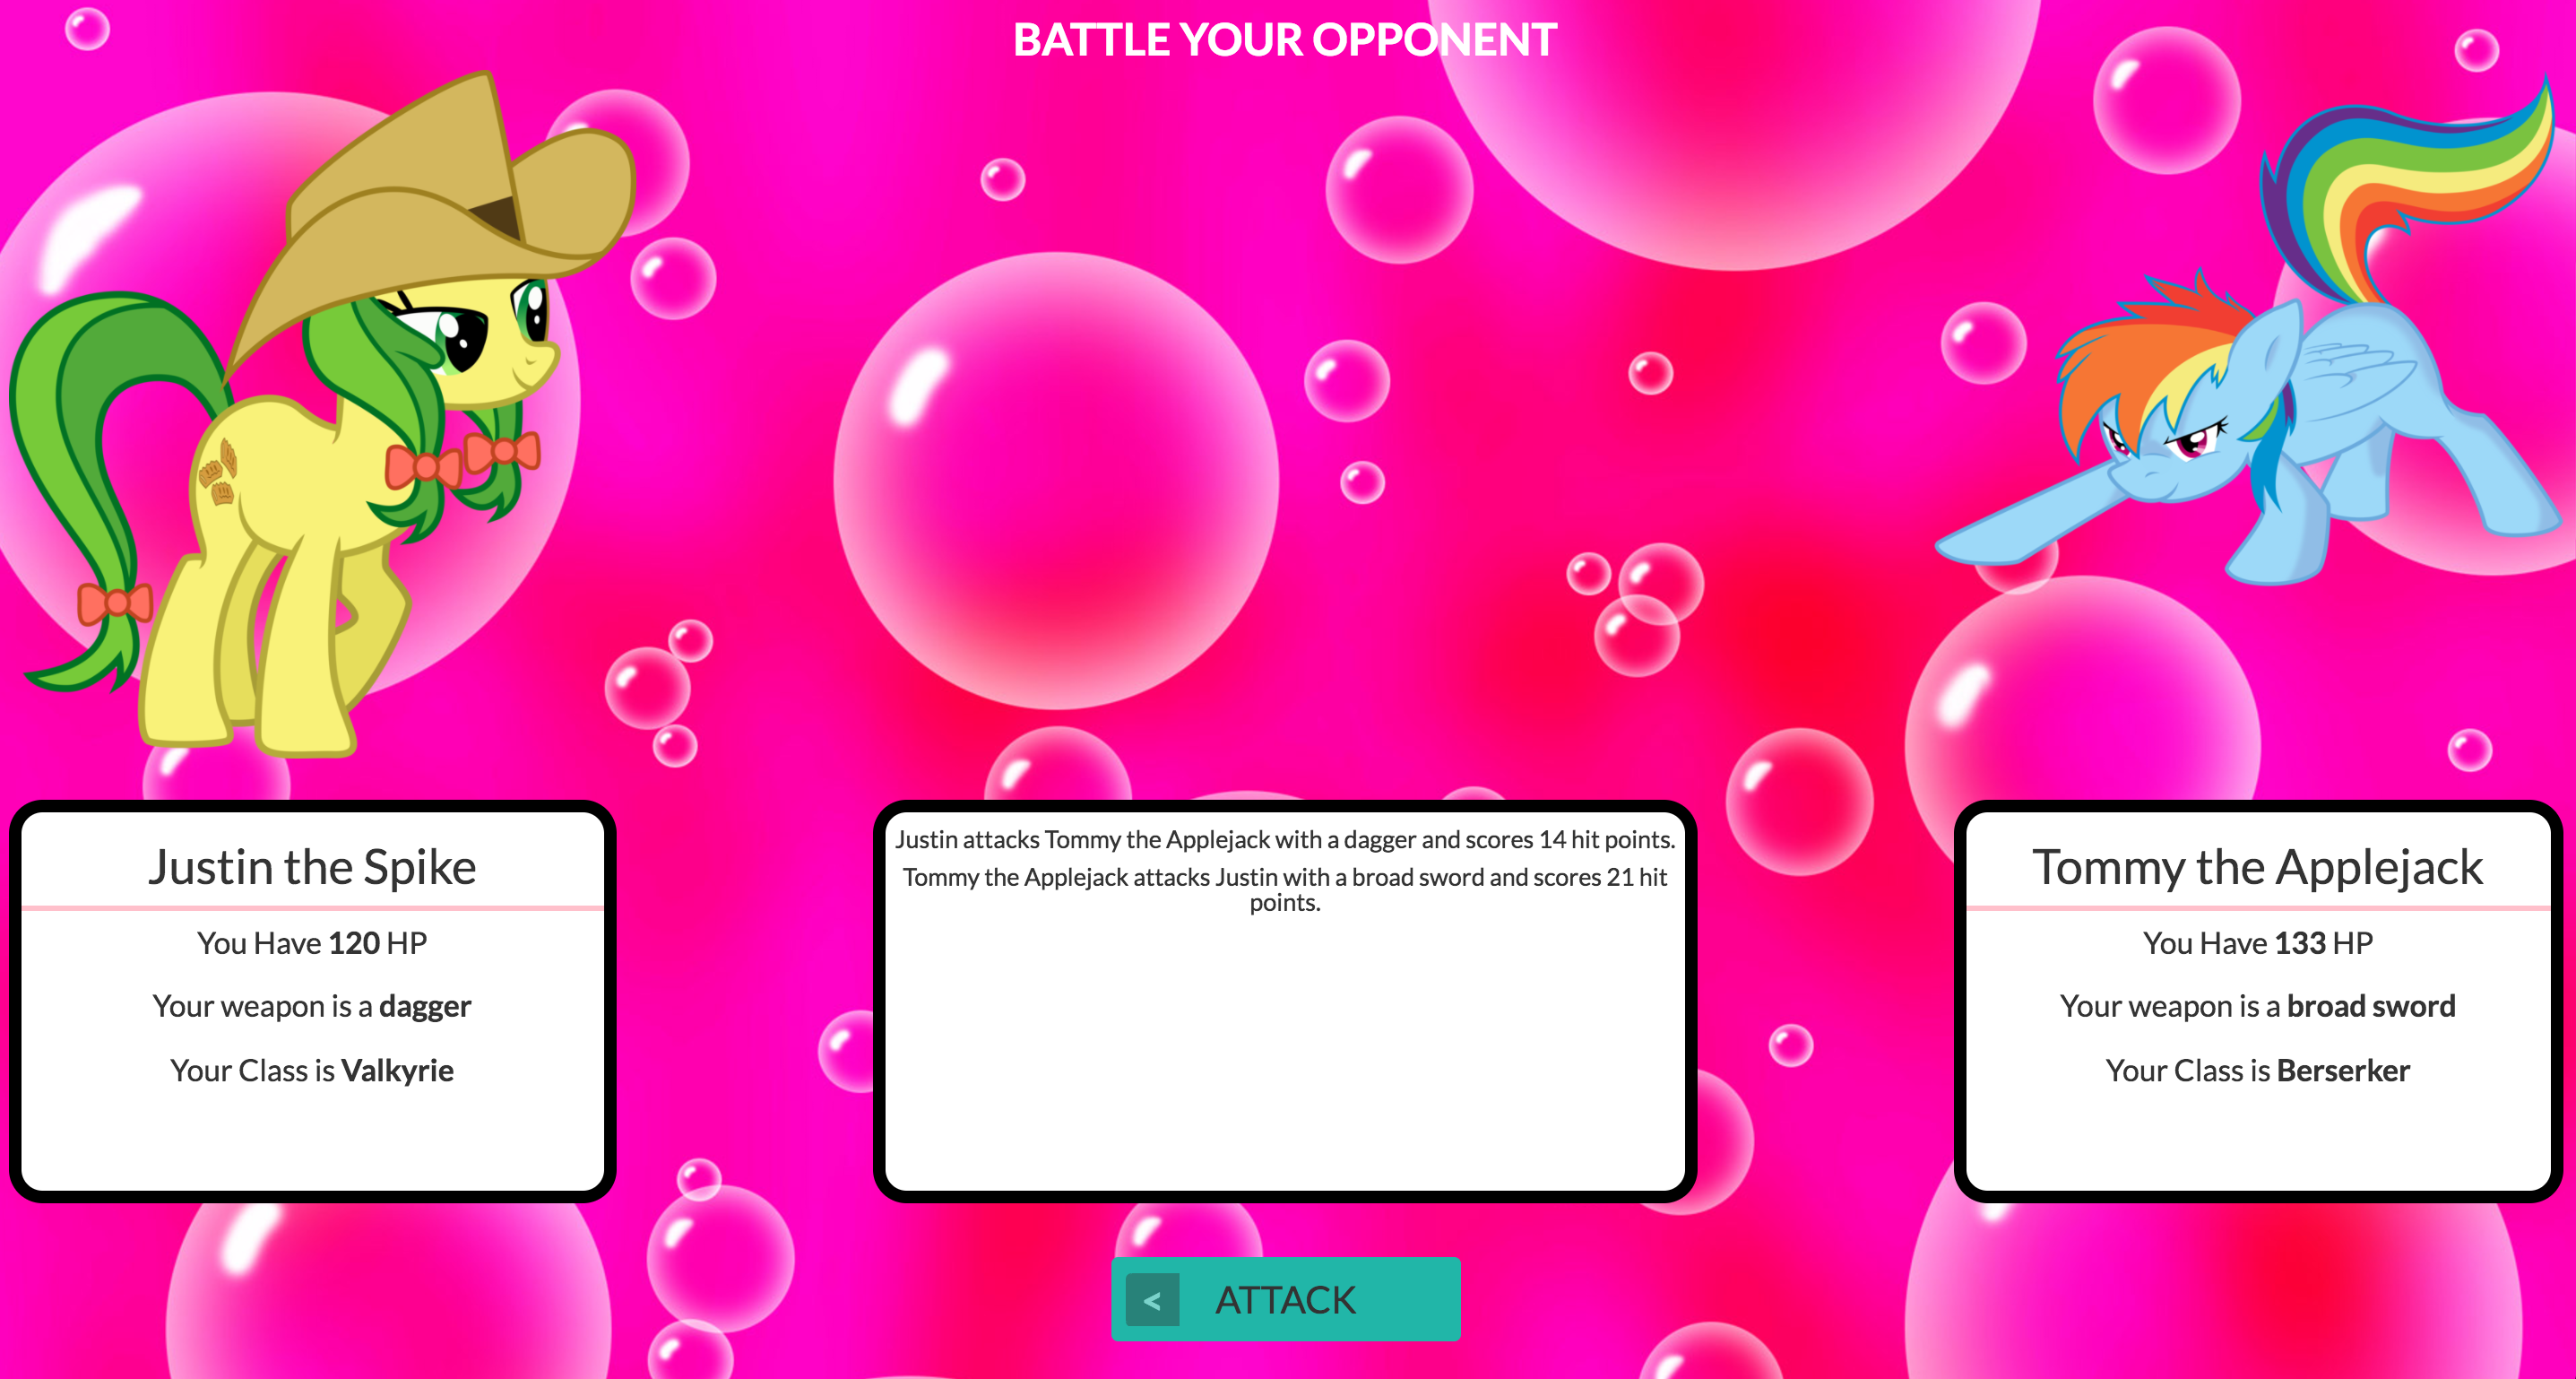 BATTLE YOUR OPPONENT
Justin the Spike
You Have 120 HP
Your weapon is a dagger
Your Class is Valkyrie
Justin attacks Tommy the Applejack with a dagger and scores 14 hit points.
Tommy the Applejack attacks Justin with a broad sword and scores 21 hit
points.
Tommy the Applejack
You Have 133 HP
Your weapon is a broad sword
Your Class is Berserker
< ATTACK